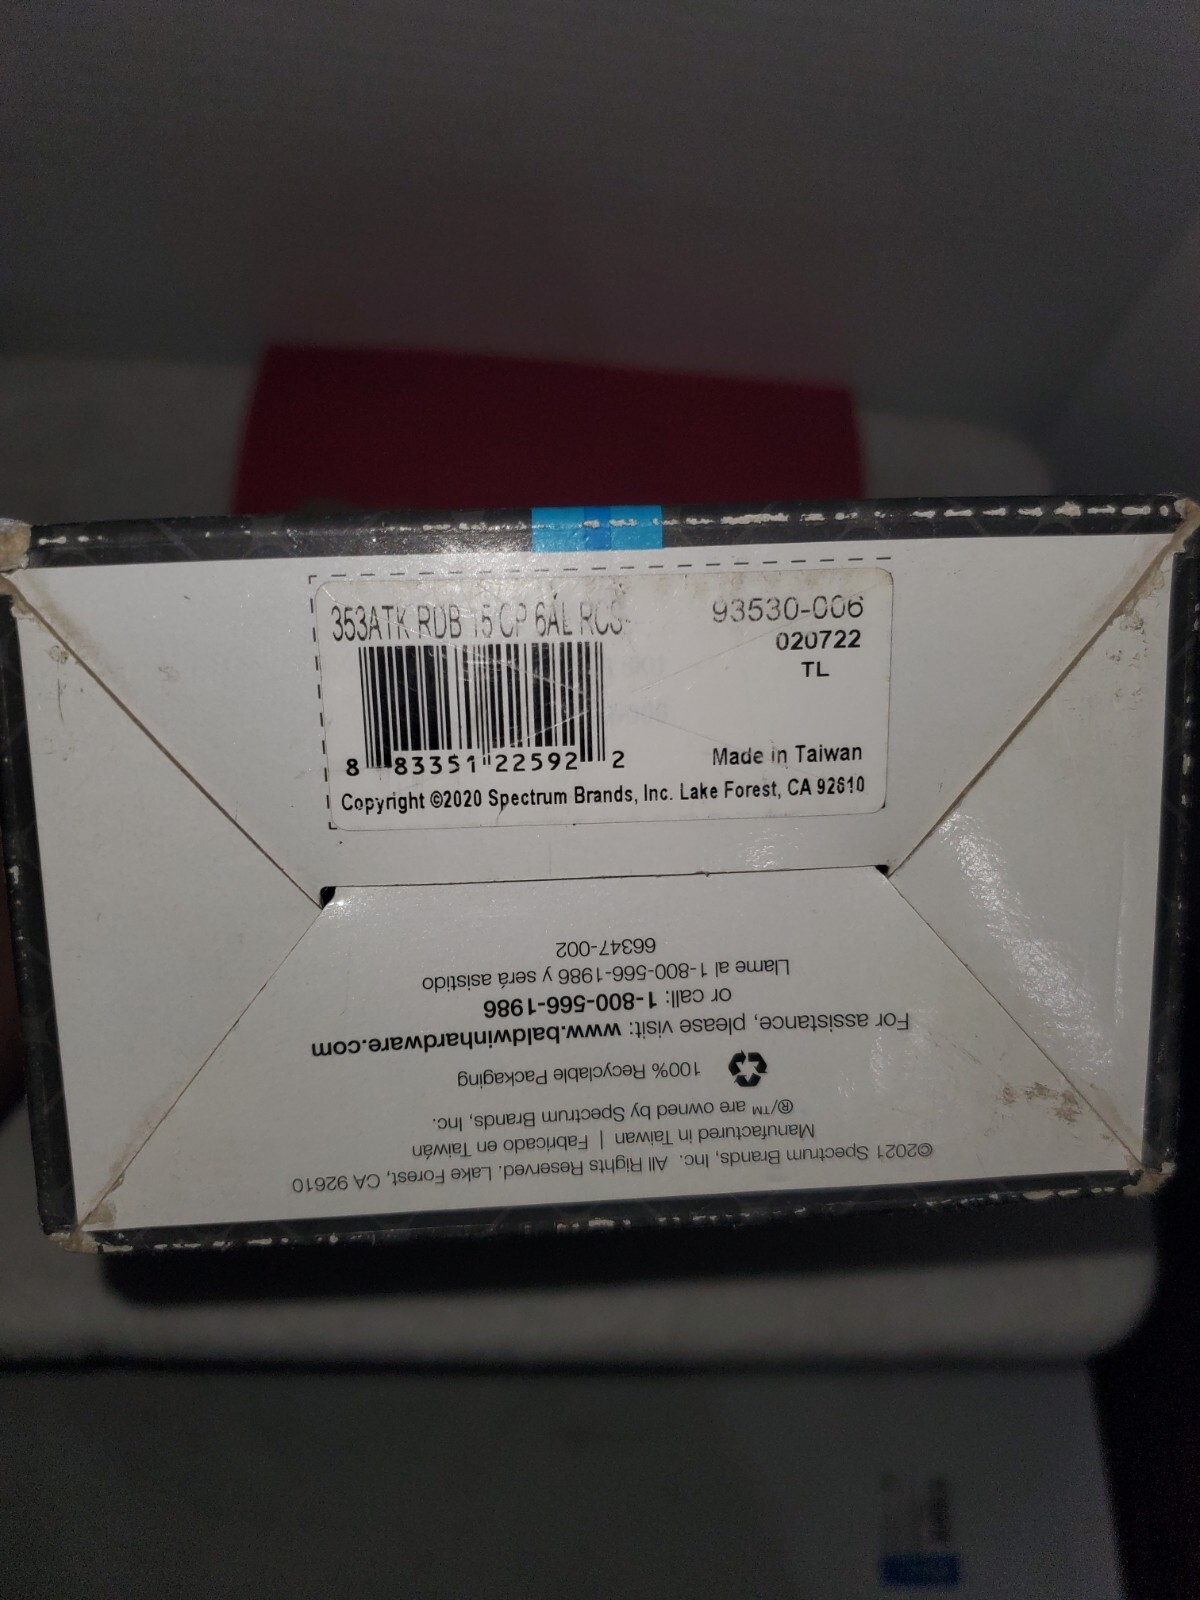 353ATK RDB 15 CP 6AL RCS
93530-006
020722
TL
8 83351 22592 2
Made in Taiwan
Copyright ©2020 Spectrum Brands, Inc. Lake Forest, CA 92610
©2021 Spectrum Brands, Inc. All Rights Reserved. Lake Forest, CA 92610
Manufactured in Taiwan | Fabricado en Taiwán
®/™ are owned by Spectrum Brands, Inc.
100% Recyclable Packaging
For assistance, please visit: www.baldwinhardware.com
or call: 1-800-566-1986
Llame al 1-800-566-1986 y será asistido
66347-002